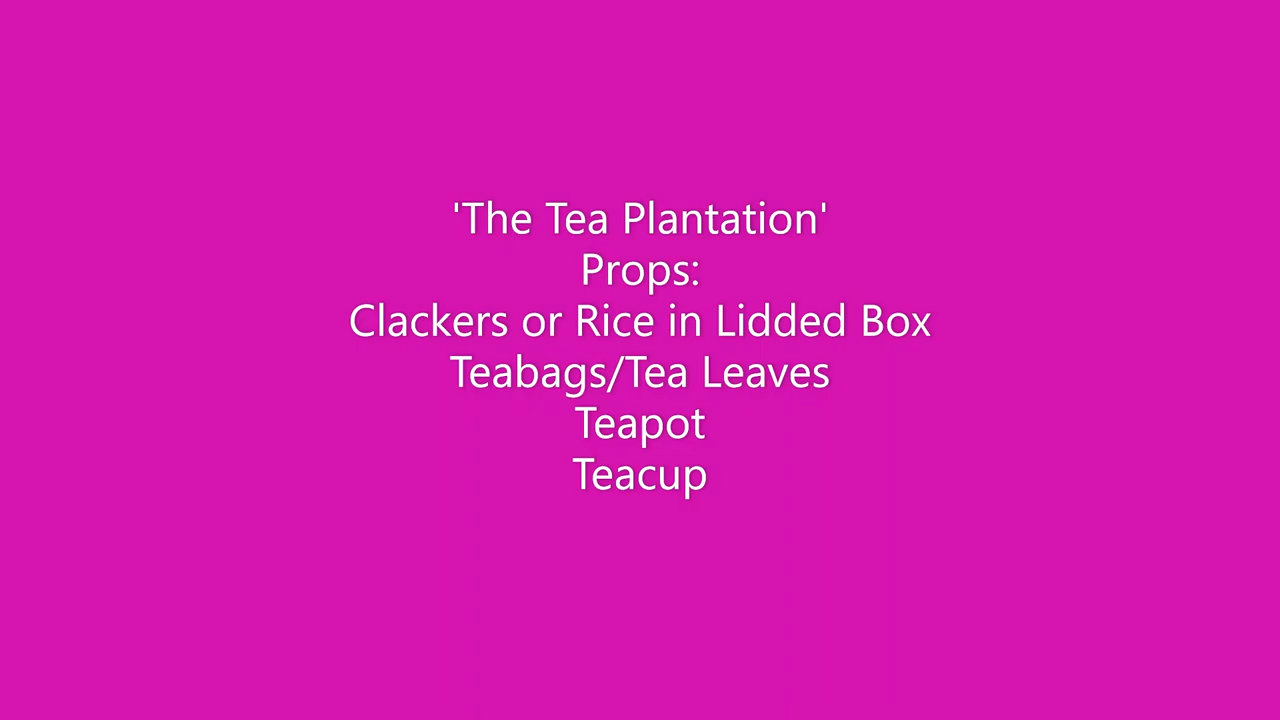 'The Tea Plantation'
Props:
Clackers or Rice in Lidded Box
Teabags/Tea Leaves
Teapot
Teacup